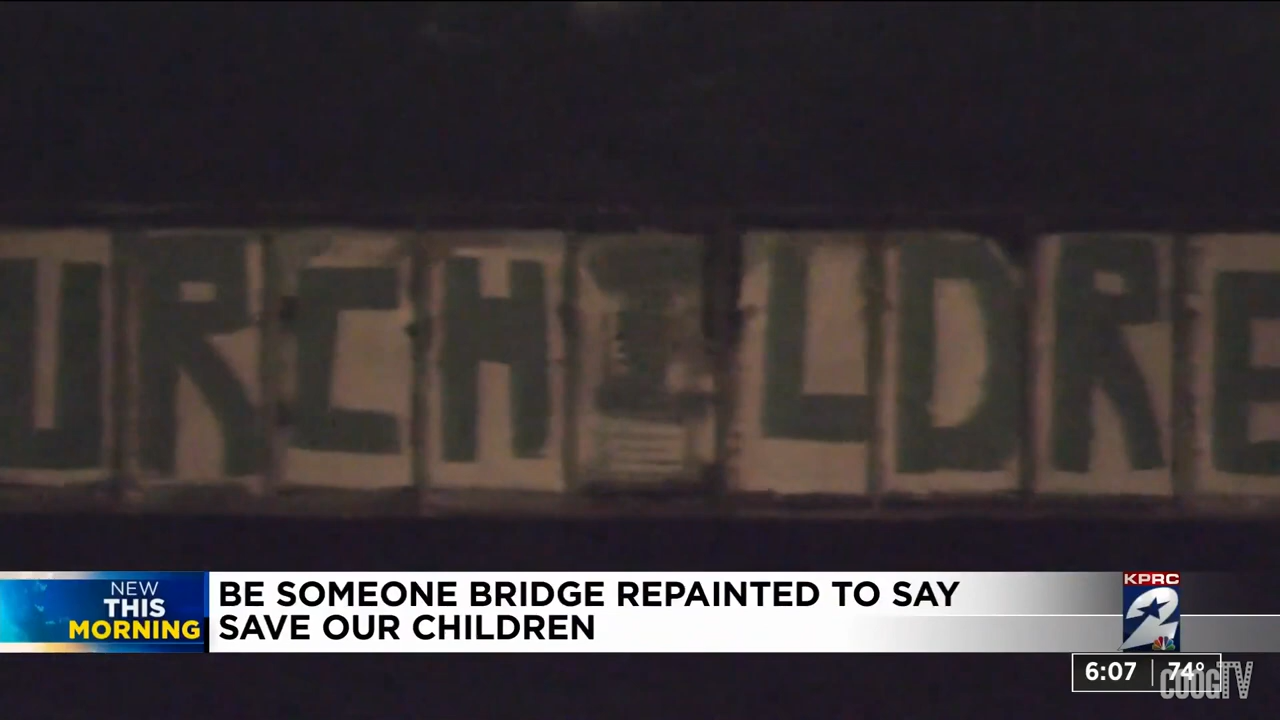 URCHILDRE
NEW
THIS
MORNING
BE SOMEONE BRIDGE REPAINTED TO SAY
SAVE OUR CHILDREN
KPRC
2
6:07 74°
COOGTV